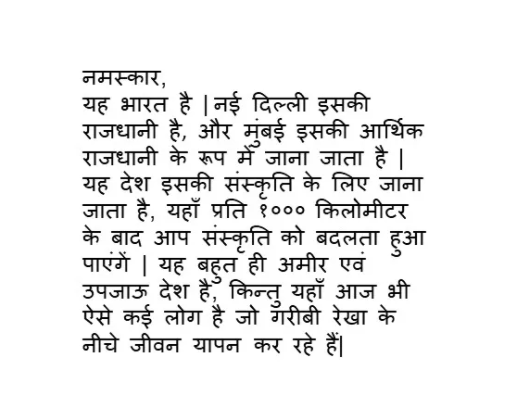 नमस्कार,
यह भारत है |नई दिल्ली इसकी
राजधानी है, और मुंबई इसकी आर्थिक
राजधानी के रूप में जाना जाता है |
यह देश इसकी संस्कृति के लिए जाना
जाता है, यहाँ प्रति १००० किलोमीटर
के बाद आप संस्कृति को बदलता हुआ
पाएंगें | यह बहुत ही अमीर एवं
उपजाऊ देश है, किन्तु यहाँ आज भी
ऐसे कई लोग है जो गरीबी रेखा के
नीचे जीवन यापन कर रहे हैं|